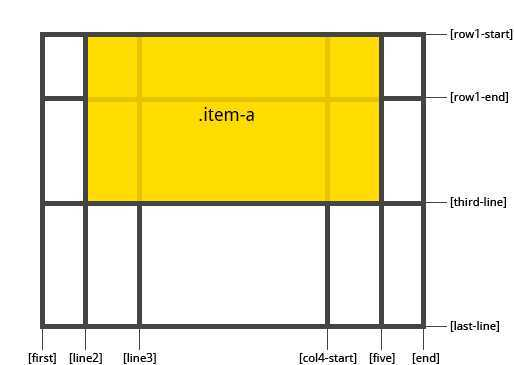 [row1-start]
[row1-end]
.item-a
[third-line]
[last-line]
[first] [line2] [line3] [col4-start] [five] [end]